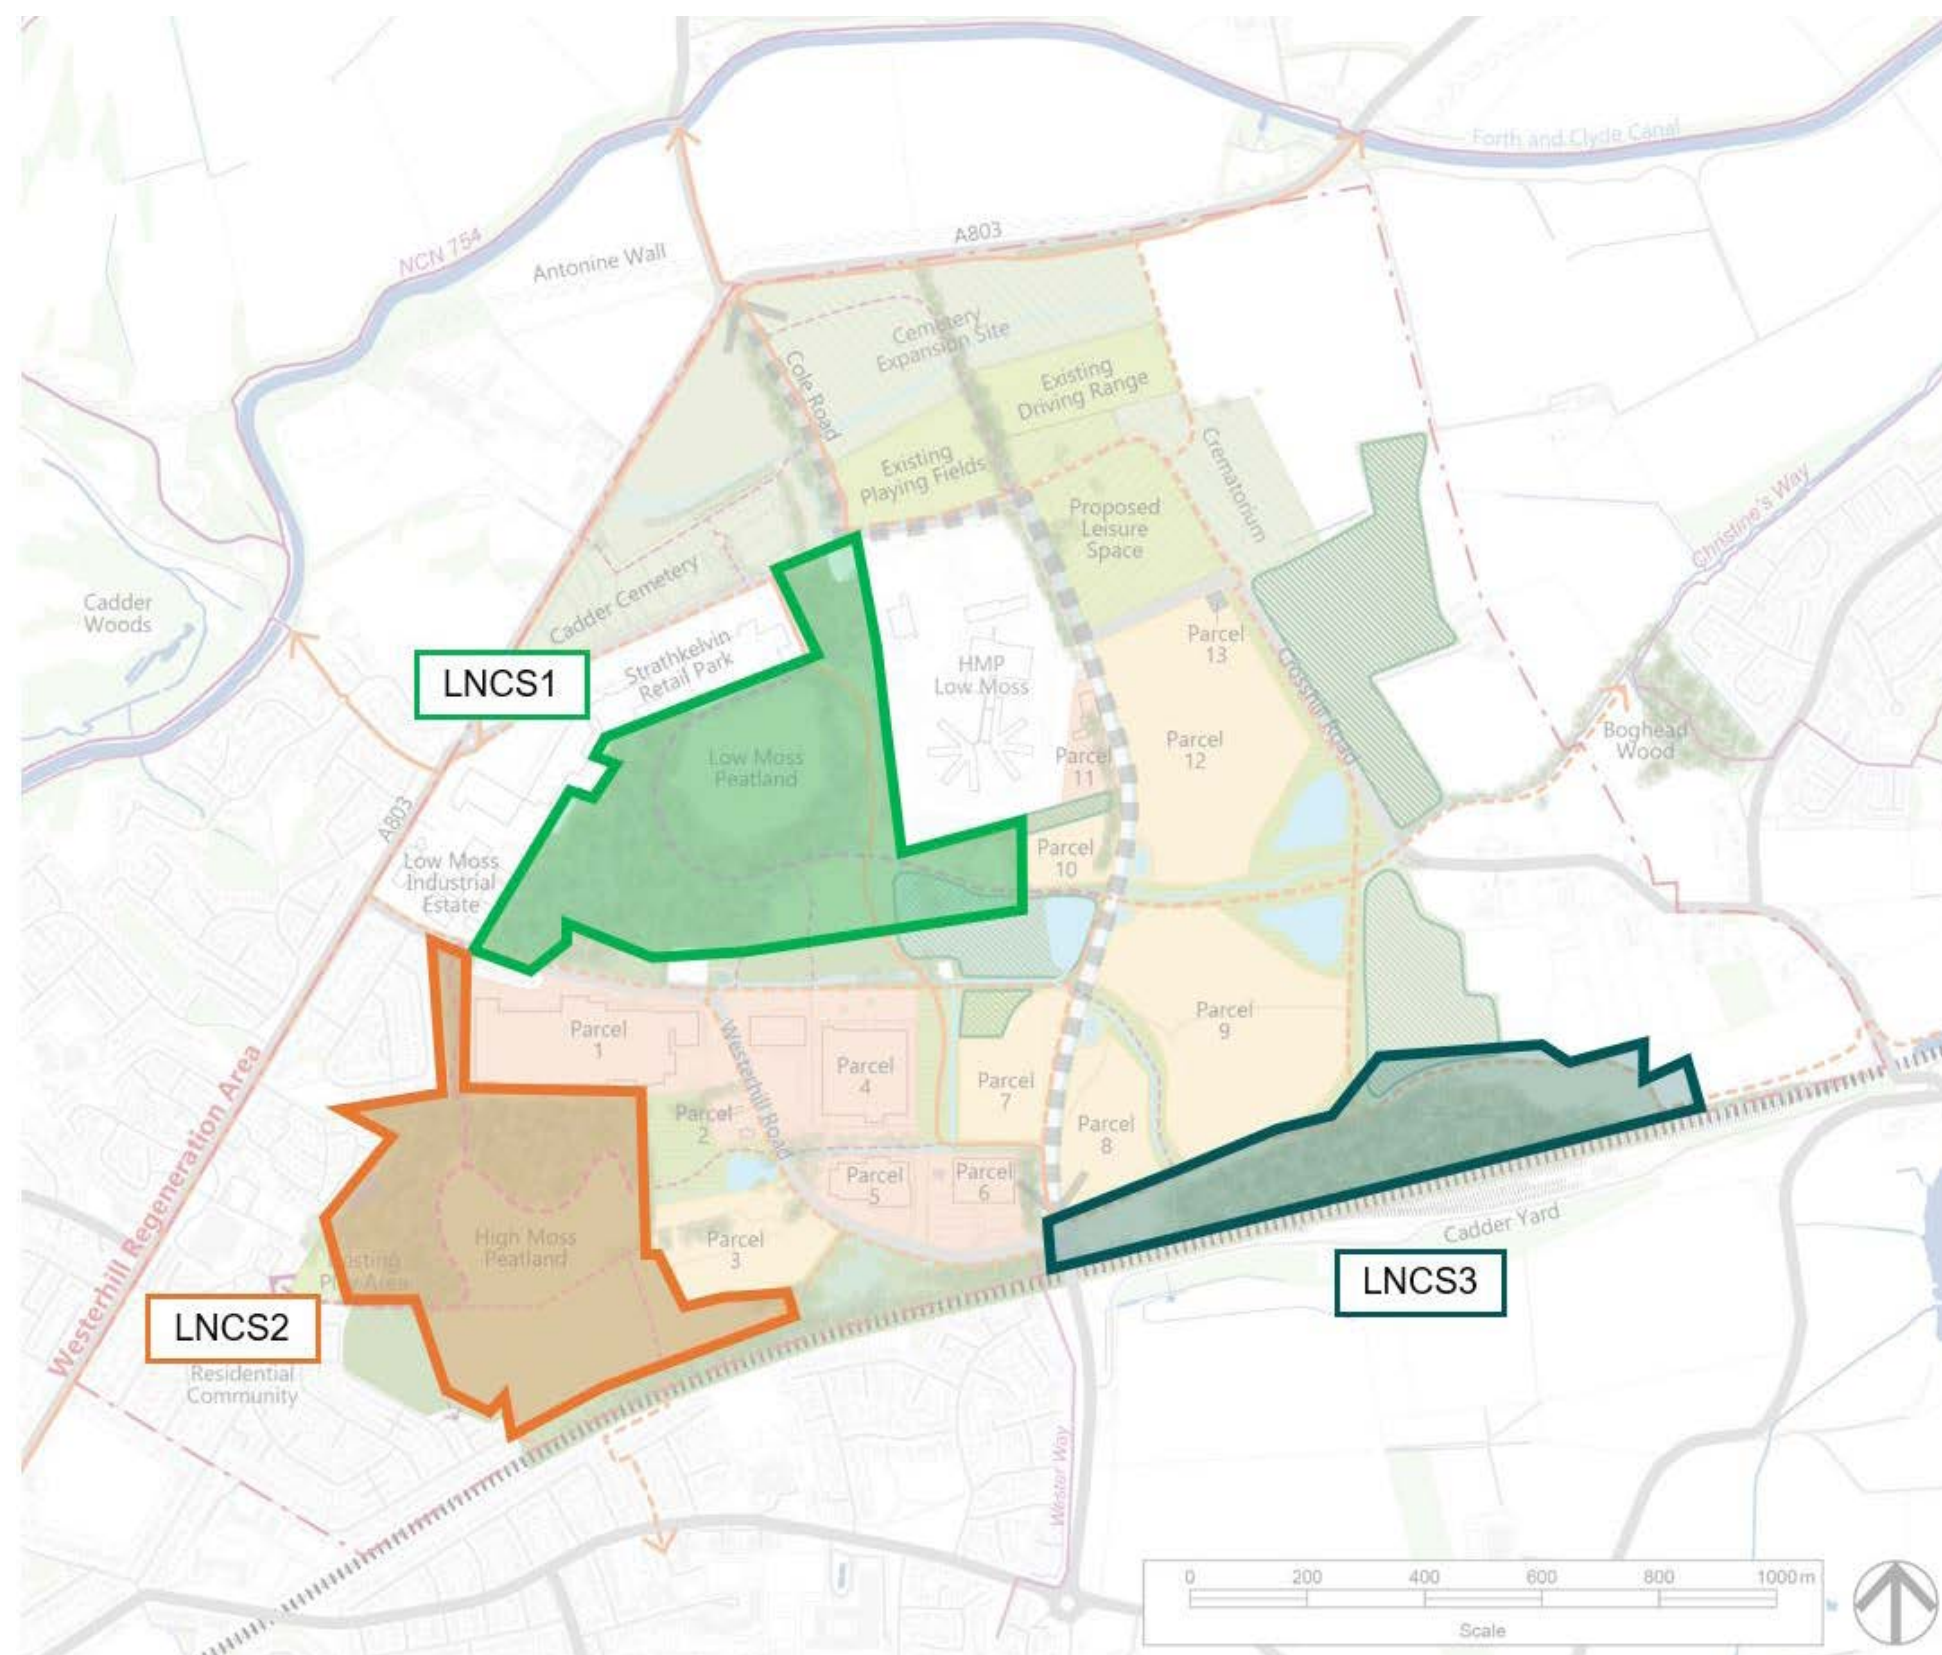 Forth and Clyde Canal
NCN 754
Antonine Wall
A803
Cemetery
Expansion Site
Cole Road
Existing
Driving Range
Existing
Playing Fields
Crematorium
Proposed
Leisure
Space
Christine's Way
Cadder
Woods
Cadder Cemetery
Strathkelvin
Retail Park
LNCS1
HMP
Low Moss
Parcel
13
Crosshill Road
Boghead
Wood
Low Moss
Peatland
Parcel
11
Parcel
12
A803
Low Moss
Industrial
Estate
Parcel
10
Parcel
1
Westerhill Road
Parcel
4
Parcel
9
Parcel
7
Parcel
2
Parcel
8
Westerhill Regeneration Area
Parcel
5
Parcel
6
High Moss
Peatland
Parcel
3
Existing
Play Area
Cadder Yard
LNCS3
LNCS2
Residential
Community
Wester Way
0 200 400 600 800 1000 m
Scale